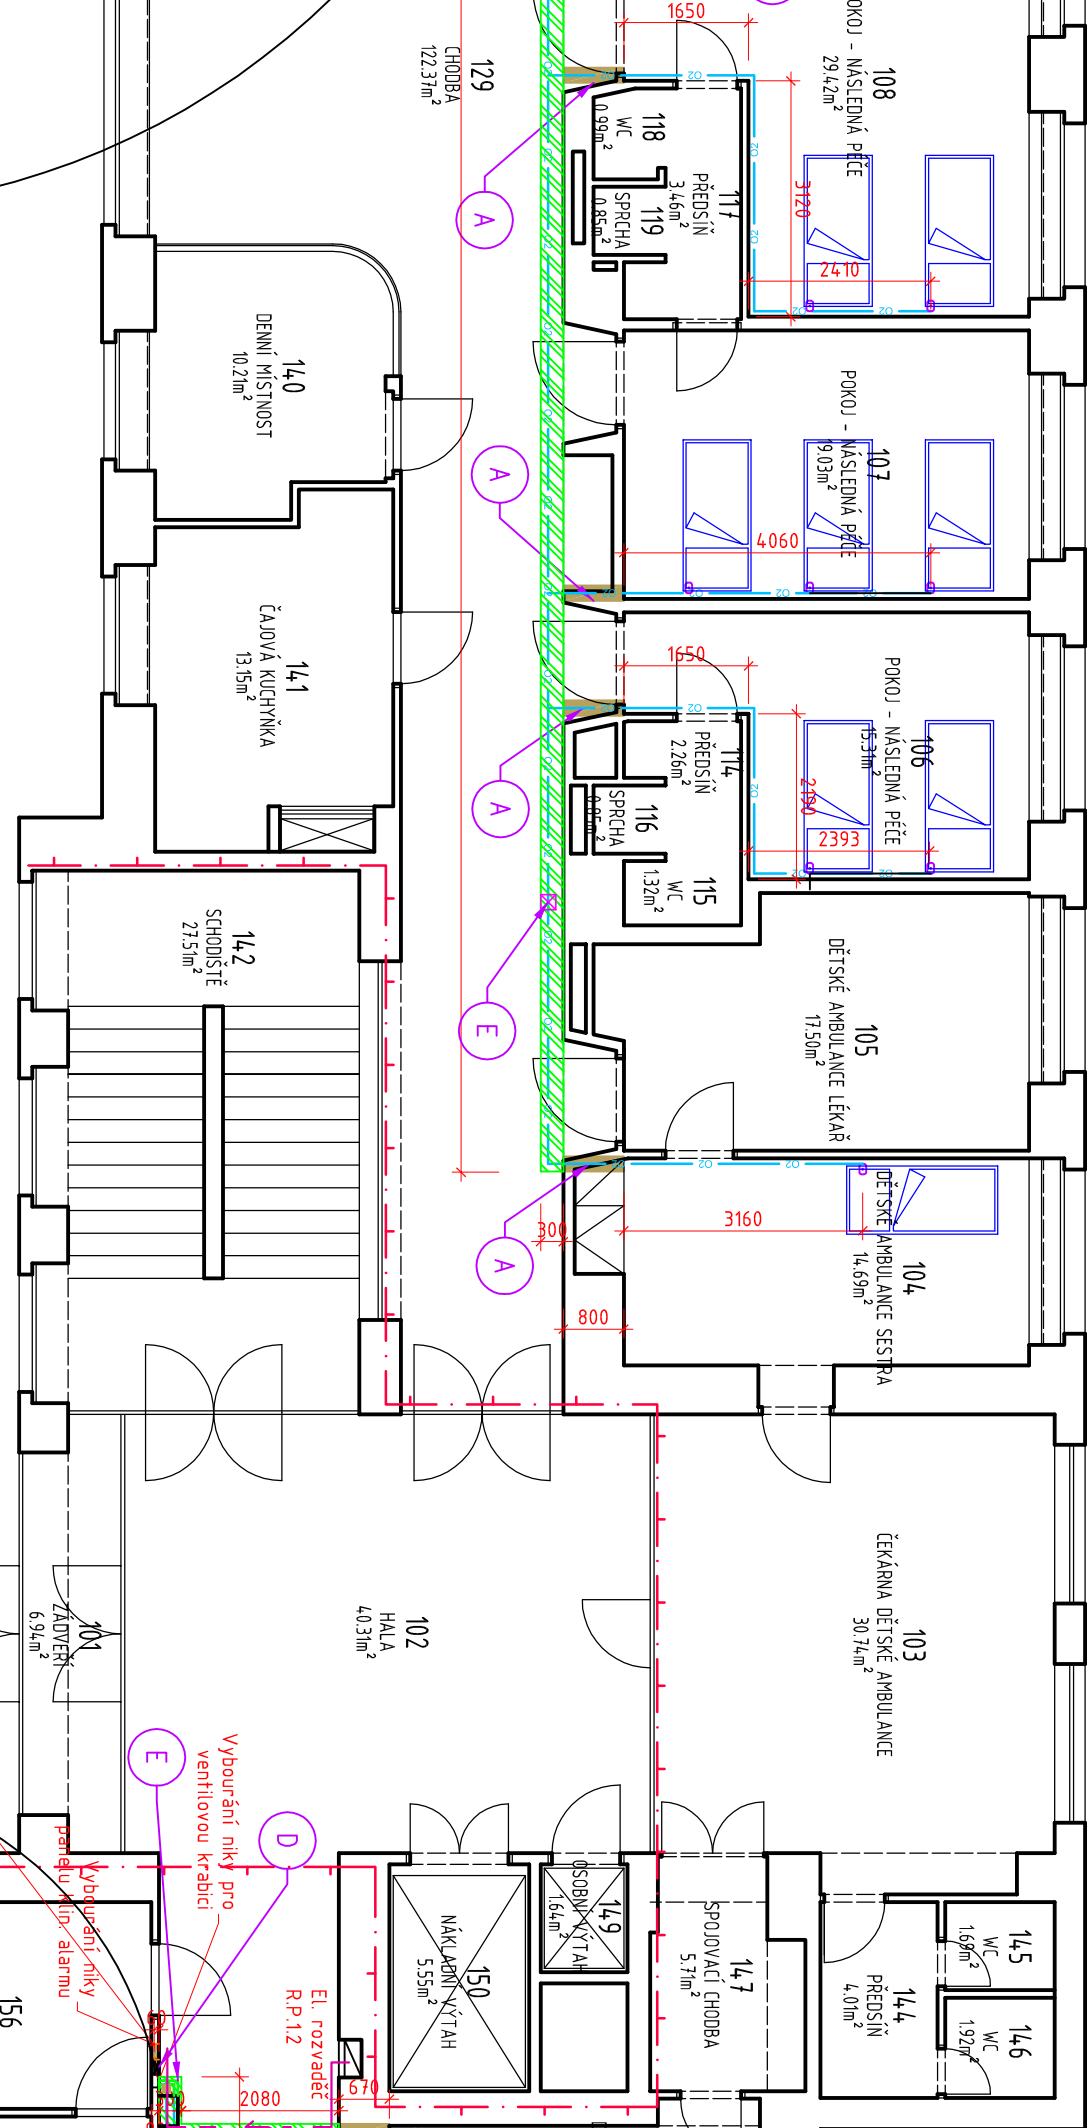 108
POKOJ - NÁSLEDNÁ PÉČE
29.42m²
1650
3120
2410
129
CHODBA
122.37m²
118
WC
0.99m²
117
PŘEDSÍŇ
3.46m²
119
SPRCHA
0.85m²
A
140
DENNÍ MÍSTNOST
10.21m²
107
POKOJ - NÁSLEDNÁ PÉČE
19.03m²
4060
A
141
ČAJOVÁ KUCHYŇKA
13.15m²
106
POKOJ - NÁSLEDNÁ PÉČE
15.31m²
1650
2190
2393
114
PŘEDSÍŇ
2.26m²
116
SPRCHA
0.85m²
115
WC
1.32m²
A
142
SCHODIŠTĚ
27.51m²
E
105
DĚTSKÉ AMBULANCE LÉKAŘ
17.50m²
104
DĚTSKÉ AMBULANCE SESTRA
14.69m²
3160
300
800
A
O2
103
ČEKÁRNA DĚTSKÉ AMBULANCE
30.74m²
102
HALA
40.31m²
101
ZÁDVEŘÍ
6.94m²
E
D
Vybourání niky pro
ventilovou krabici
Vybourání niky
panelu klin. alarmu
149
OSOBNÍ VÝTAH
1.64m²
150
NÁKLADNÍ VÝTAH
5.55m²
147
SPOJOVACÍ CHODBA
5.71m²
145
WC
1.69m²
146
WC
1.92m²
144
PŘEDSÍŇ
4.01m²
El. rozvaděč
R.P.1.2
670
2080
156